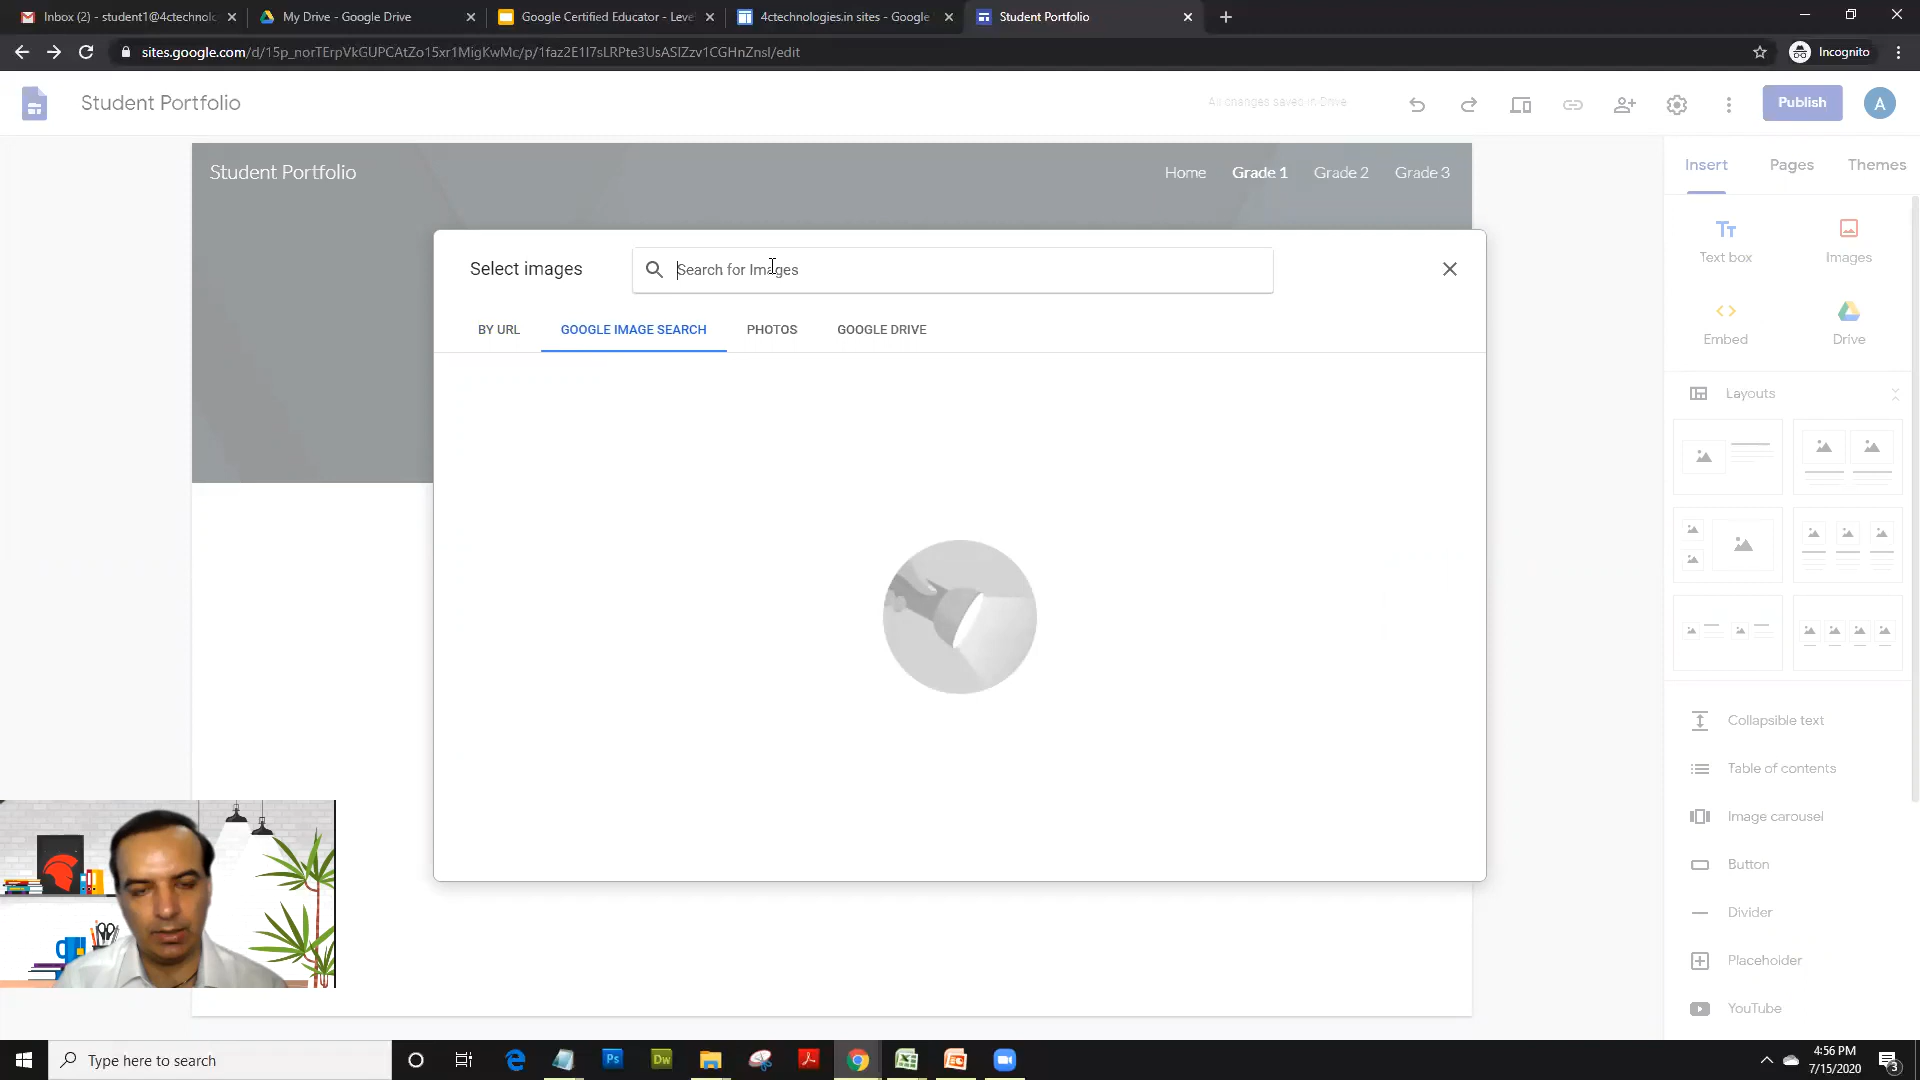 Inbox (2) - student1@4ctechnolo
My Drive - Google Drive
Google Certified Educator - Leve
4ctechnologies.in sites - Google
Student Portfolio
sites.google.com/d/15p_norTErpVkGUPCAtZo15xr1MigKwMc/p/1faz2E1I7sLRPte3UsASIZzv1CGHnZnsl/edit
Incognito
Student Portfolio
All changes saved in Drive
Publish
A
Student Portfolio
Home
Grade 1
Grade 2
Grade 3
Insert
Pages
Themes
Select images
Search for Images
BY URL
GOOGLE IMAGE SEARCH
PHOTOS
GOOGLE DRIVE
Text box
Images
Embed
Drive
Layouts
Collapsible text
Table of contents
Image carousel
Button
Divider
Placeholder
YouTube
Type here to search
Ps
Dw
4:56 PM
7/15/2020
3